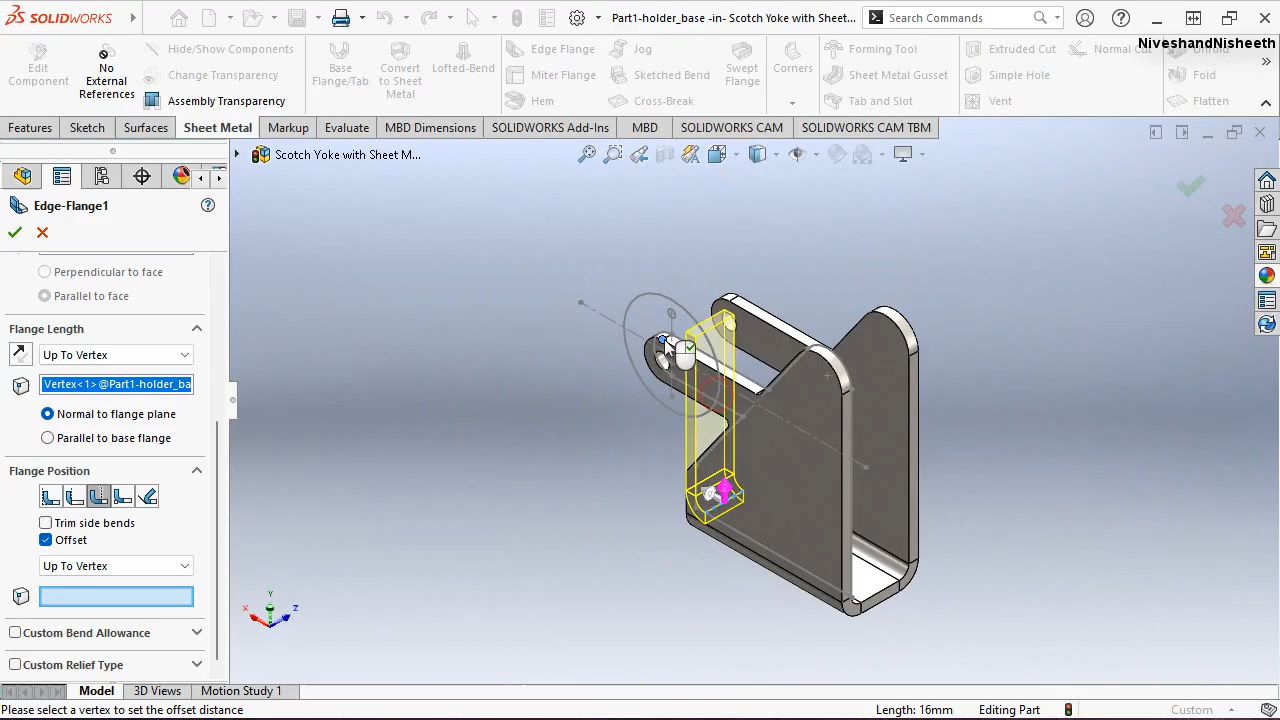 SOLIDWORKS
Part1-holder_base -in- Scotch Yoke with Sheet...
Search Commands
NiveshandNisheeth
Edit Component
No External References
Hide/Show Components
Change Transparency
Assembly Transparency
Base Flange/Tab
Convert to Sheet Metal
Lofted-Bend
Edge Flange
Miter Flange
Hem
Jog
Sketched Bend
Cross-Break
Swept Flange
Corners
Forming Tool
Sheet Metal Gusset
Tab and Slot
Extruded Cut
Simple Hole
Vent
Normal Cut
Unfold
Fold
Flatten
Features
Sketch
Surfaces
Sheet Metal
Markup
Evaluate
MBD Dimensions
SOLIDWORKS Add-Ins
MBD
SOLIDWORKS CAM
SOLIDWORKS CAM TBM
Scotch Yoke with Sheet M...
Edge-Flange1
Perpendicular to face
Parallel to face
Flange Length
Up To Vertex
Vertex<1>@Part1-holder_ba
Normal to flange plane
Parallel to base flange
Flange Position
Trim side bends
Offset
Up To Vertex
Custom Bend Allowance
Custom Relief Type
Y
X
Z
Model
3D Views
Motion Study 1
Please select a vertex to set the offset distance
Length: 16mm
Editing Part
Custom